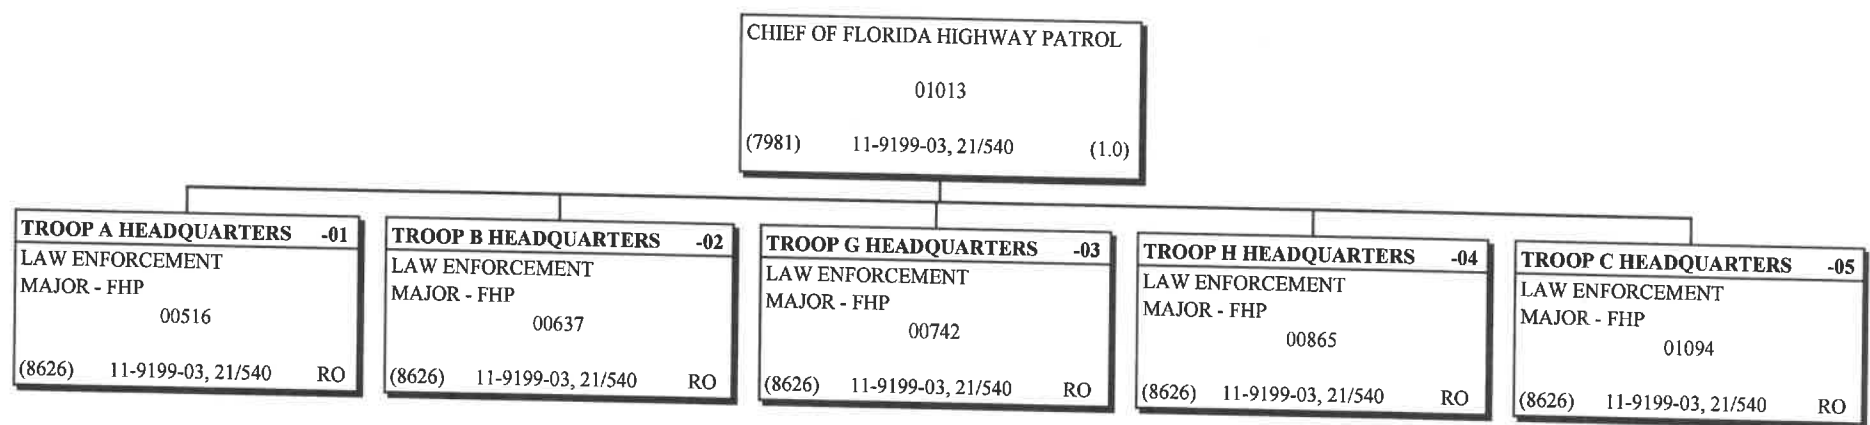 CHIEF OF FLORIDA HIGHWAY PATROL
01013
(7981) 11-9199-03, 21/540 (1.0)
TROOP A HEADQUARTERS -01
LAW ENFORCEMENT
MAJOR - FHP
00516
(8626) 11-9199-03, 21/540 RO
TROOP B HEADQUARTERS -02
LAW ENFORCEMENT
MAJOR - FHP
00637
(8626) 11-9199-03, 21/540 RO
TROOP G HEADQUARTERS -03
LAW ENFORCEMENT
MAJOR - FHP
00742
(8626) 11-9199-03, 21/540 RO
TROOP H HEADQUARTERS -04
LAW ENFORCEMENT
MAJOR - FHP
00865
(8626) 11-9199-03, 21/540 RO
TROOP C HEADQUARTERS -05
LAW ENFORCEMENT
MAJOR - FHP
01094
(8626) 11-9199-03, 21/540 RO